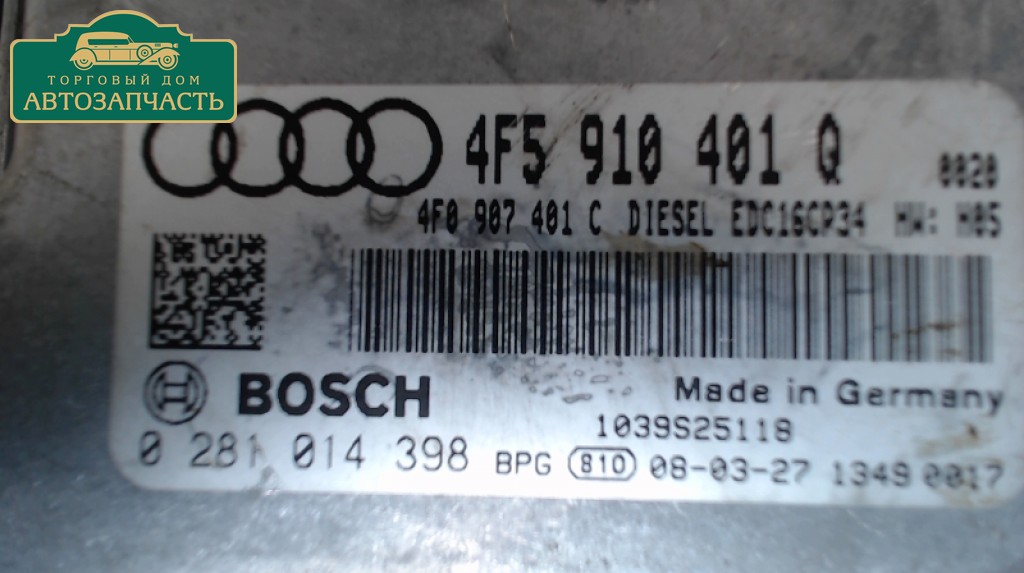 ТОРГОВЫЙ ДОМ
АВТОЗАПЧАСТЬ
4F5 910 401 Q 0020
4F0 907 401 C DIESEL EDC16CP34 HW: H05
BOSCH
Made in Germany
1039S25118
0 281 014 398 BPG 810 08-03-27 1349 0017